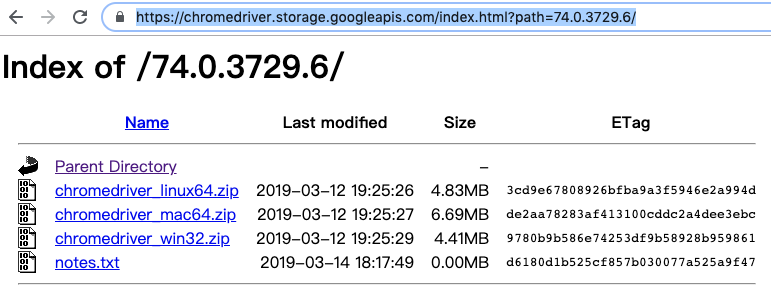 https://chromedriver.storage.googleapis.com/index.html?path=74.0.3729.6/
Index of /74.0.3729.6/
Name Last modified Size ETag
Parent Directory –
chromedriver_linux64.zip 2019-03-12 19:25:26 4.83MB 3cd9e67808926bfba9a3f5946e2a994d
chromedriver_mac64.zip 2019-03-12 19:25:27 6.69MB de2aa78283af413100cddc2a4dee3ebc
chromedriver_win32.zip 2019-03-12 19:25:29 4.41MB 9780b9b586e74253df9b58928b959861
notes.txt 2019-03-14 18:17:49 0.00MB d6180d1b525cf857b030077a525a9f47